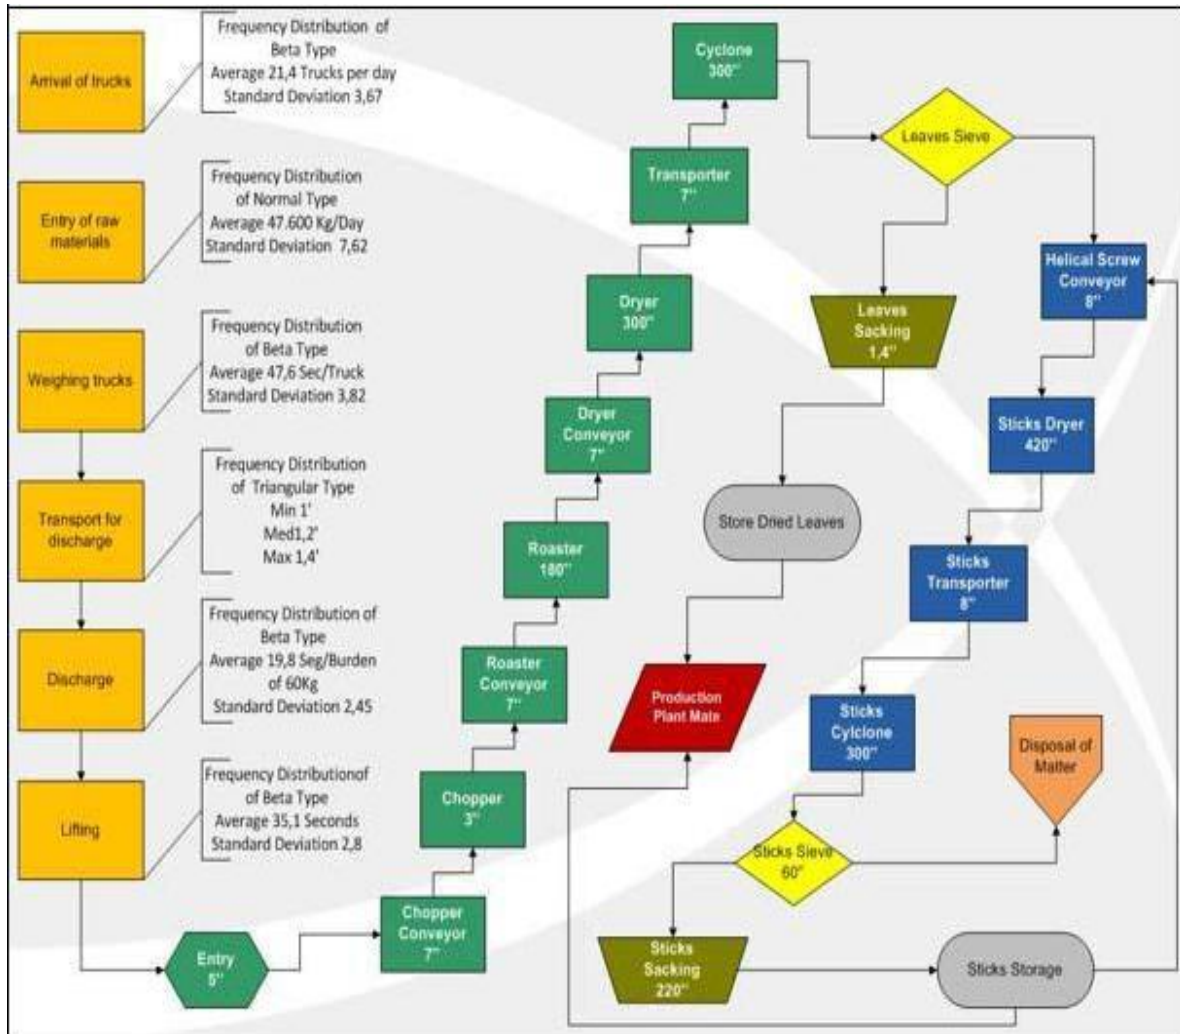 Arrival of trucks
Frequency Distribution of
Beta Type
Average 21,4 Trucks per day
Standard Deviation 3,67
Entry of raw
materials
Frequency Distribution
of Normal Type
Average 47.600 Kg/Day
Standard Deviation 7,62
Weighing trucks
Frequency Distribution
of Beta Type
Average 47,6 Sec/Truck
Standard Deviation 3,82
Transport for
discharge
Frequency Distribution
of Triangular Type
Min 1'
Med1,2'
Max 1,4'
Discharge
Frequency Distribution of
Beta Type
Average 19,8 Seg/Burden
of 60Kg
Standard Deviation 2,45
Lifting
Frequency Distributionof
of Beta Type
Average 35,1 Seconds
Standard Deviation 2,8
Entry
5"
Chopper
Conveyor
7"
Chopper
3"
Roaster
Conveyor
7"
Roaster
180"
Dryer
Conveyor
7"
Dryer
300"
Transporter
7"
Cyclone
300"
Leaves Sieve
Leaves
Sacking
1,4"
Store Dried Leaves
Production
Plant Mate
Helical Screw
Conveyor
8"
Sticks Dryer
420"
Sticks
Transporter
8"
Sticks
Cylclone
300"
Sticks Sieve
60"
Disposal of
Matter
Sticks
Sacking
220"
Sticks Storage